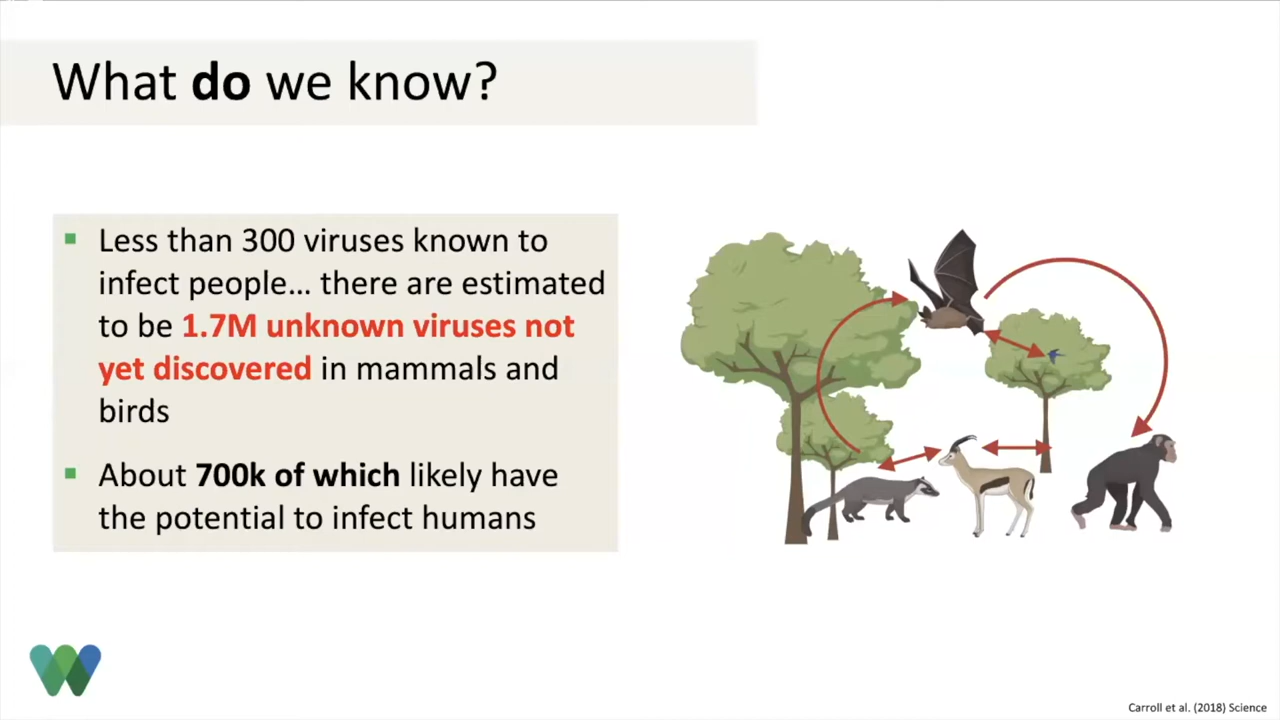 What do we know?
▪ Less than 300 viruses known to
infect people... there are estimated
to be 1.7M unknown viruses not
yet discovered in mammals and
birds
▪ About 700k of which likely have
the potential to infect humans
Carroll et al. (2018) Science